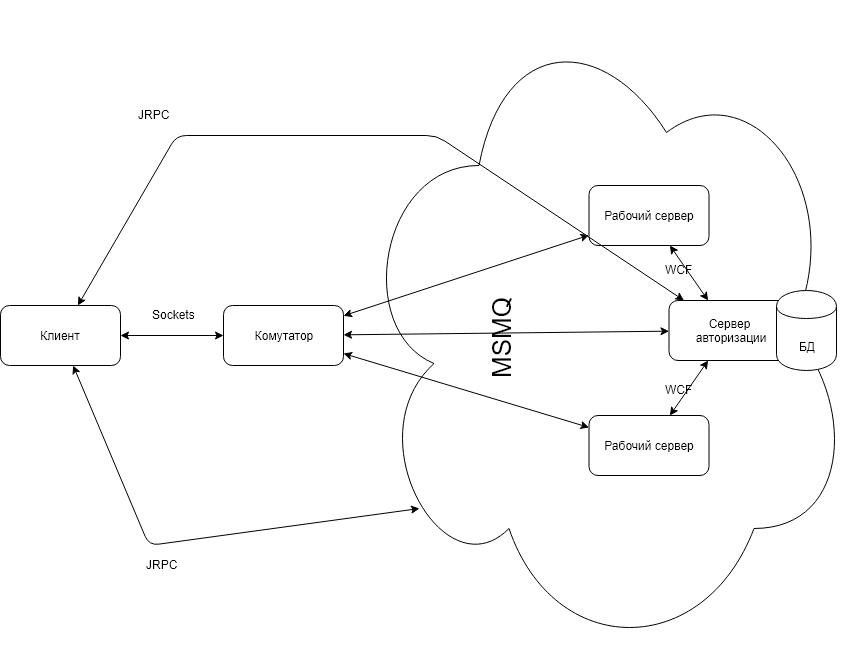 JRPC
Рабочий сервер
WCF
Sockets
Клиент
Комутатор
MSMQ
Сервер
авторизации
БД
WCF
Рабочий сервер
JRPC